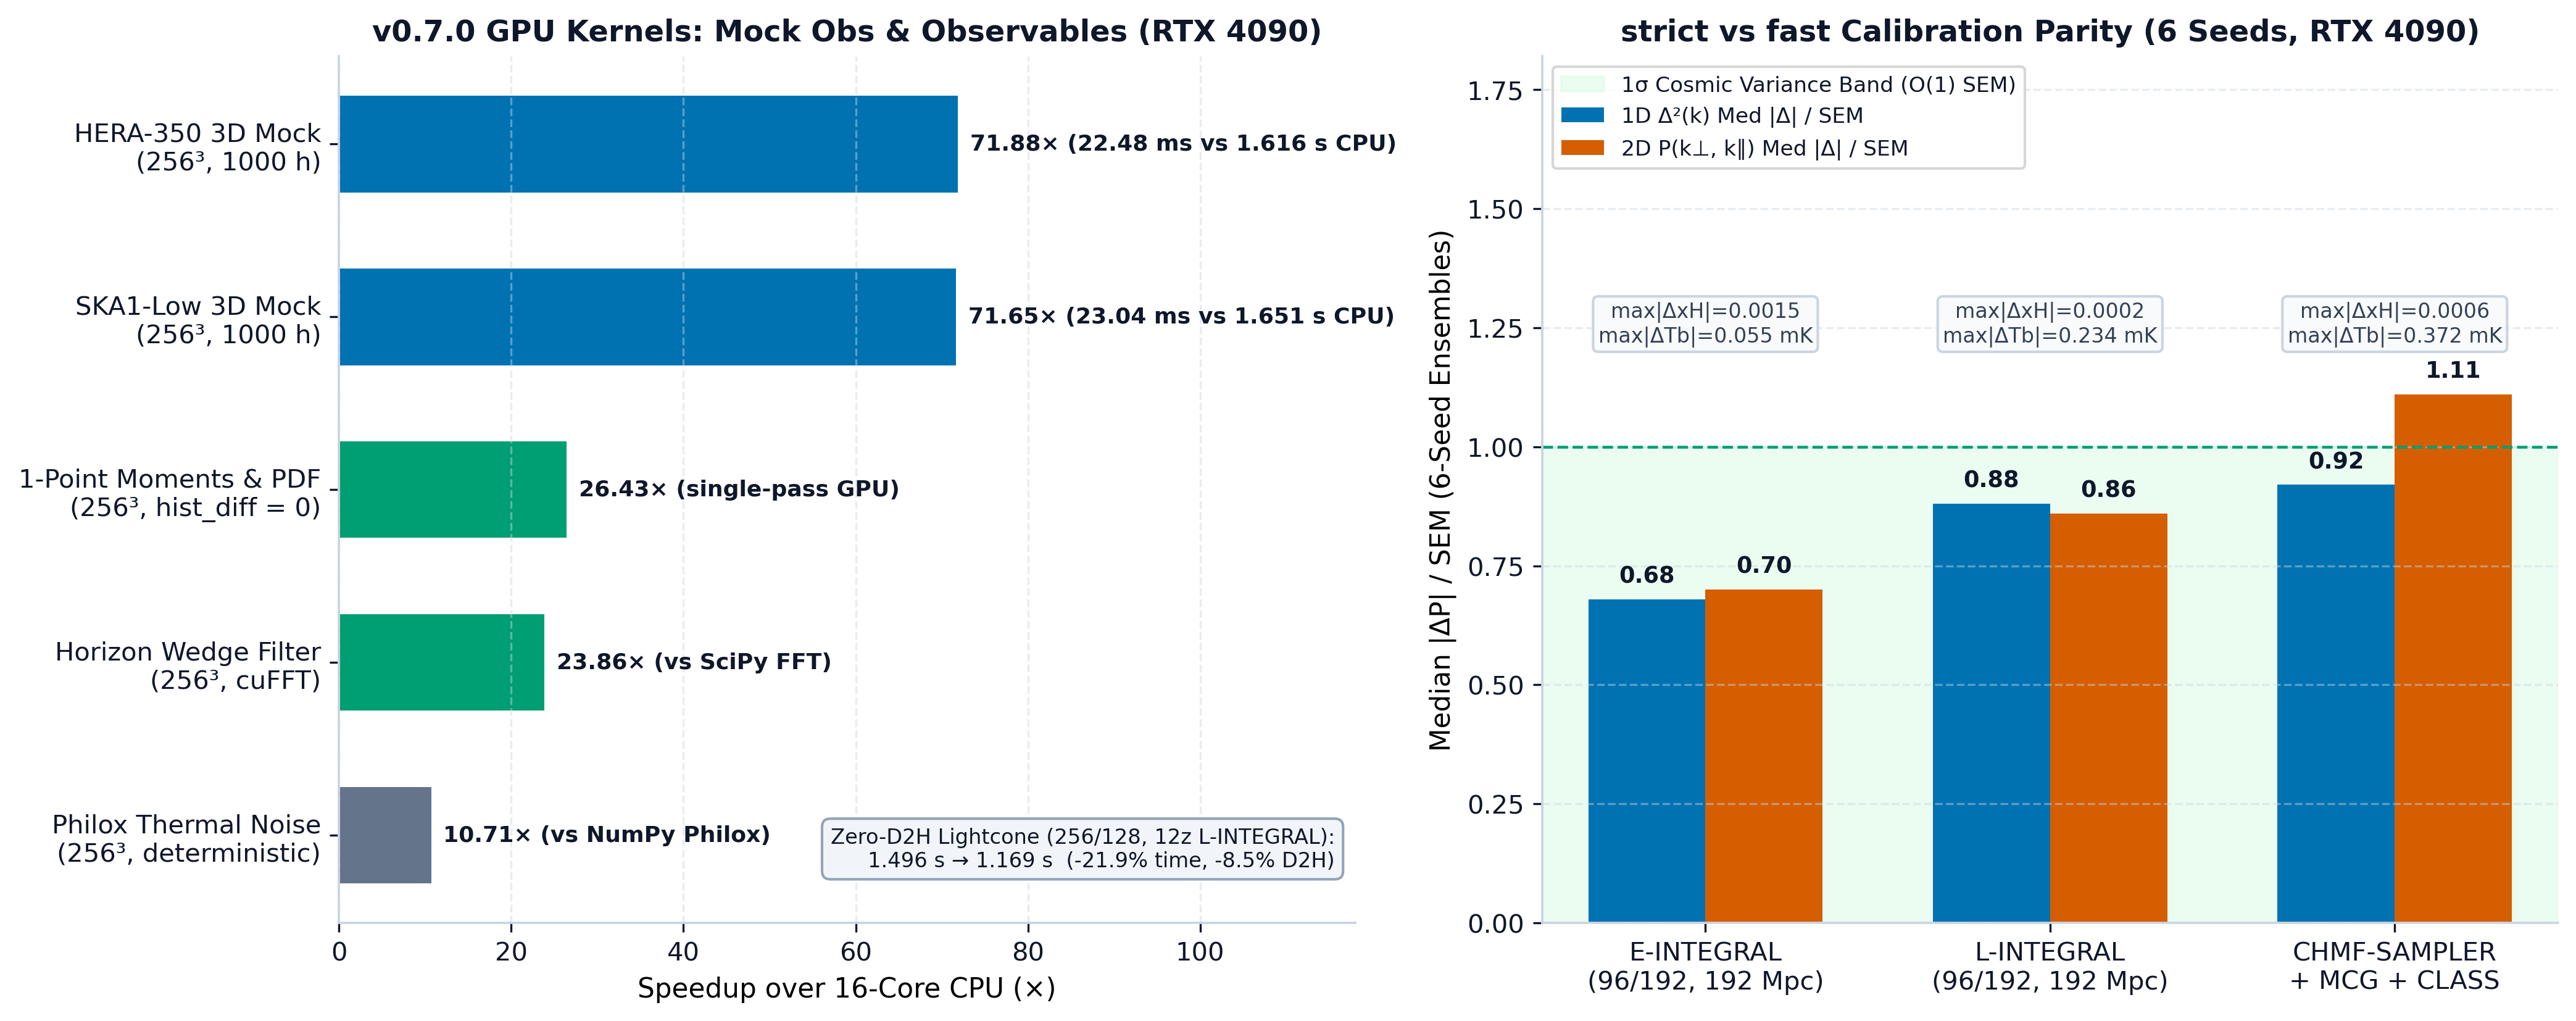 v0.7.0 GPU Kernels: Mock Obs & Observables (RTX 4090)
HERA-350 3D Mock
(256³, 1000 h)
71.88× (22.48 ms vs 1.616 s CPU)
SKA1-Low 3D Mock
(256³, 1000 h)
71.65× (23.04 ms vs 1.651 s CPU)
1-Point Moments & PDF
(256³, hist_diff = 0)
26.43× (single-pass GPU)
Horizon Wedge Filter
(256³, cuFFT)
23.86× (vs SciPy FFT)
Philox Thermal Noise
(256³, deterministic)
10.71× (vs NumPy Philox)
Zero-D2H Lightcone (256/128, 12z L-INTEGRAL):
1.496 s → 1.169 s (-21.9% time, -8.5% D2H)
0 20 40 60 80 100
Speedup over 16-Core CPU (×)
strict vs fast Calibration Parity (6 Seeds, RTX 4090)
1σ Cosmic Variance Band (O(1) SEM)
1D Δ²(k) Med |Δ| / SEM
2D P(k⊥, k∥) Med |Δ| / SEM
Median |ΔP| / SEM (6-Seed Ensembles)
1.75
1.50
1.25
1.00
0.75
0.50
0.25
0.00
max|ΔxH|=0.0015
max|ΔTb|=0.055 mK
max|ΔxH|=0.0002
max|ΔTb|=0.234 mK
max|ΔxH|=0.0006
max|ΔTb|=0.372 mK
0.68
0.70
0.88
0.86
0.92
1.11
E-INTEGRAL
(96/192, 192 Mpc)
L-INTEGRAL
(96/192, 192 Mpc)
CHMF-SAMPLER
+ MCG + CLASS